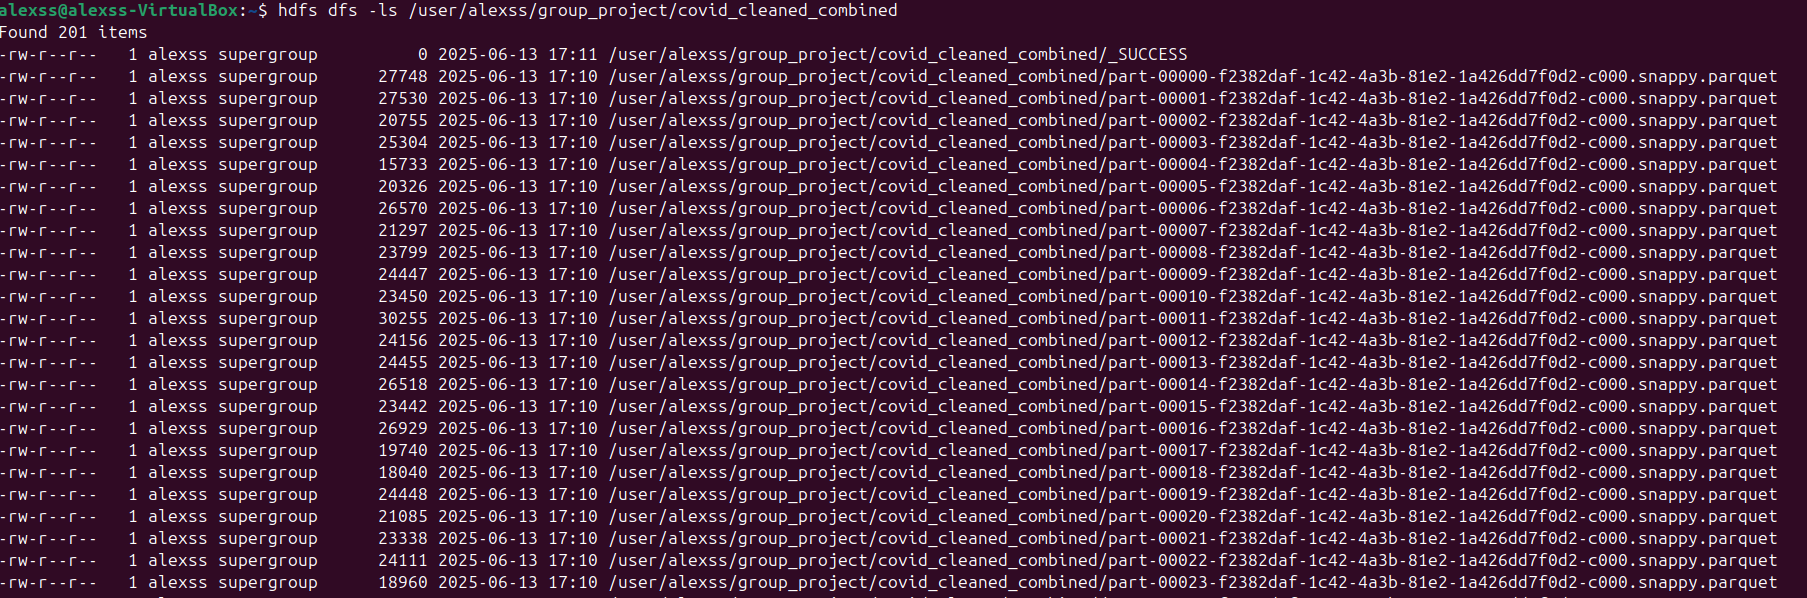 alexss@alexss-VirtualBox:~$ hdfs dfs -ls /user/alexss/group_project/covid_cleaned_combined
Found 201 items
-rw-r--r-- 1 alexss supergroup 0 2025-06-13 17:11 /user/alexss/group_project/covid_cleaned_combined/_SUCCESS
-rw-r--r-- 1 alexss supergroup 27748 2025-06-13 17:10 /user/alexss/group_project/covid_cleaned_combined/part-00000-f2382daf-1c42-4a3b-81e2-1a426dd7f0d2-c000.snappy.parquet
-rw-r--r-- 1 alexss supergroup 27530 2025-06-13 17:10 /user/alexss/group_project/covid_cleaned_combined/part-00001-f2382daf-1c42-4a3b-81e2-1a426dd7f0d2-c000.snappy.parquet
-rw-r--r-- 1 alexss supergroup 20755 2025-06-13 17:10 /user/alexss/group_project/covid_cleaned_combined/part-00002-f2382daf-1c42-4a3b-81e2-1a426dd7f0d2-c000.snappy.parquet
-rw-r--r-- 1 alexss supergroup 25304 2025-06-13 17:10 /user/alexss/group_project/covid_cleaned_combined/part-00003-f2382daf-1c42-4a3b-81e2-1a426dd7f0d2-c000.snappy.parquet
-rw-r--r-- 1 alexss supergroup 15733 2025-06-13 17:10 /user/alexss/group_project/covid_cleaned_combined/part-00004-f2382daf-1c42-4a3b-81e2-1a426dd7f0d2-c000.snappy.parquet
-rw-r--r-- 1 alexss supergroup 20326 2025-06-13 17:10 /user/alexss/group_project/covid_cleaned_combined/part-00005-f2382daf-1c42-4a3b-81e2-1a426dd7f0d2-c000.snappy.parquet
-rw-r--r-- 1 alexss supergroup 26570 2025-06-13 17:10 /user/alexss/group_project/covid_cleaned_combined/part-00006-f2382daf-1c42-4a3b-81e2-1a426dd7f0d2-c000.snappy.parquet
-rw-r--r-- 1 alexss supergroup 21297 2025-06-13 17:10 /user/alexss/group_project/covid_cleaned_combined/part-00007-f2382daf-1c42-4a3b-81e2-1a426dd7f0d2-c000.snappy.parquet
-rw-r--r-- 1 alexss supergroup 23799 2025-06-13 17:10 /user/alexss/group_project/covid_cleaned_combined/part-00008-f2382daf-1c42-4a3b-81e2-1a426dd7f0d2-c000.snappy.parquet
-rw-r--r-- 1 alexss supergroup 24447 2025-06-13 17:10 /user/alexss/group_project/covid_cleaned_combined/part-00009-f2382daf-1c42-4a3b-81e2-1a426dd7f0d2-c000.snappy.parquet
-rw-r--r-- 1 alexss supergroup 23450 2025-06-13 17:10 /user/alexss/group_project/covid_cleaned_combined/part-00010-f2382daf-1c42-4a3b-81e2-1a426dd7f0d2-c000.snappy.parquet
-rw-r--r-- 1 alexss supergroup 30255 2025-06-13 17:10 /user/alexss/group_project/covid_cleaned_combined/part-00011-f2382daf-1c42-4a3b-81e2-1a426dd7f0d2-c000.snappy.parquet
-rw-r--r-- 1 alexss supergroup 24156 2025-06-13 17:10 /user/alexss/group_project/covid_cleaned_combined/part-00012-f2382daf-1c42-4a3b-81e2-1a426dd7f0d2-c000.snappy.parquet
-rw-r--r-- 1 alexss supergroup 24455 2025-06-13 17:10 /user/alexss/group_project/covid_cleaned_combined/part-00013-f2382daf-1c42-4a3b-81e2-1a426dd7f0d2-c000.snappy.parquet
-rw-r--r-- 1 alexss supergroup 26518 2025-06-13 17:10 /user/alexss/group_project/covid_cleaned_combined/part-00014-f2382daf-1c42-4a3b-81e2-1a426dd7f0d2-c000.snappy.parquet
-rw-r--r-- 1 alexss supergroup 23442 2025-06-13 17:10 /user/alexss/group_project/covid_cleaned_combined/part-00015-f2382daf-1c42-4a3b-81e2-1a426dd7f0d2-c000.snappy.parquet
-rw-r--r-- 1 alexss supergroup 26929 2025-06-13 17:10 /user/alexss/group_project/covid_cleaned_combined/part-00016-f2382daf-1c42-4a3b-81e2-1a426dd7f0d2-c000.snappy.parquet
-rw-r--r-- 1 alexss supergroup 19740 2025-06-13 17:10 /user/alexss/group_project/covid_cleaned_combined/part-00017-f2382daf-1c42-4a3b-81e2-1a426dd7f0d2-c000.snappy.parquet
-rw-r--r-- 1 alexss supergroup 18040 2025-06-13 17:10 /user/alexss/group_project/covid_cleaned_combined/part-00018-f2382daf-1c42-4a3b-81e2-1a426dd7f0d2-c000.snappy.parquet
-rw-r--r-- 1 alexss supergroup 24448 2025-06-13 17:10 /user/alexss/group_project/covid_cleaned_combined/part-00019-f2382daf-1c42-4a3b-81e2-1a426dd7f0d2-c000.snappy.parquet
-rw-r--r-- 1 alexss supergroup 21085 2025-06-13 17:10 /user/alexss/group_project/covid_cleaned_combined/part-00020-f2382daf-1c42-4a3b-81e2-1a426dd7f0d2-c000.snappy.parquet
-rw-r--r-- 1 alexss supergroup 23338 2025-06-13 17:10 /user/alexss/group_project/covid_cleaned_combined/part-00021-f2382daf-1c42-4a3b-81e2-1a426dd7f0d2-c000.snappy.parquet
-rw-r--r-- 1 alexss supergroup 24111 2025-06-13 17:10 /user/alexss/group_project/covid_cleaned_combined/part-00022-f2382daf-1c42-4a3b-81e2-1a426dd7f0d2-c000.snappy.parquet
-rw-r--r-- 1 alexss supergroup 18960 2025-06-13 17:10 /user/alexss/group_project/covid_cleaned_combined/part-00023-f2382daf-1c42-4a3b-81e2-1a426dd7f0d2-c000.snappy.parquet